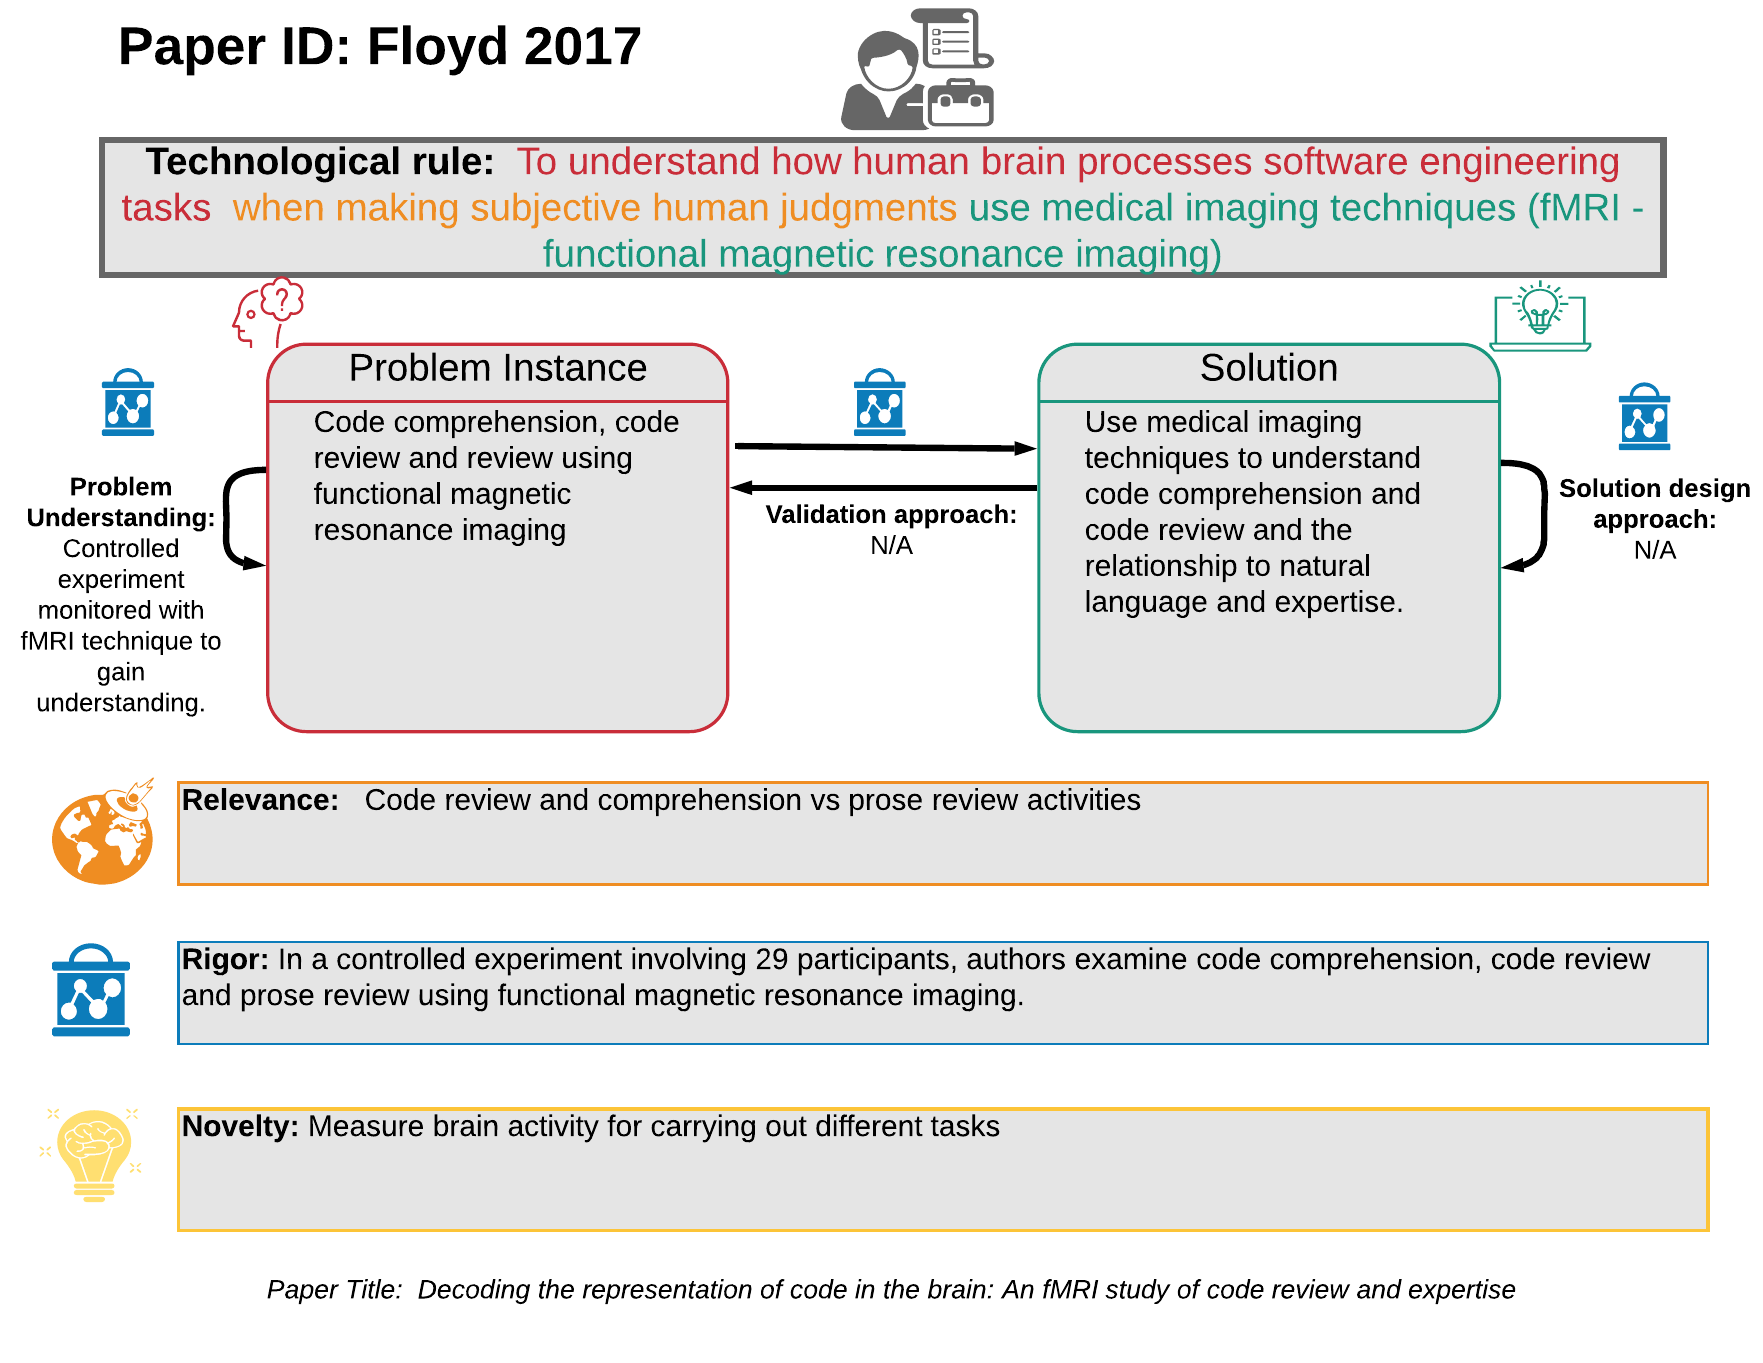 Paper ID: Floyd 2017
Technological rule: To understand how human brain processes software engineering
tasks when making subjective human judgments use medical imaging techniques (fMRI -
functional magnetic resonance imaging)
?
Problem Instance
Code comprehension, code
review and review using
functional magnetic
resonance imaging
Solution
Use medical imaging
techniques to understand
code comprehension and
code review and the
relationship to natural
language and expertise.
Problem
Understanding:
Controlled
experiment
monitored with
fMRI technique to
gain
understanding.
Validation approach:
N/A
Solution design
approach:
N/A
Relevance: Code review and comprehension vs prose review activities
Rigor: In a controlled experiment involving 29 participants, authors examine code comprehension, code review
and prose review using functional magnetic resonance imaging.
Novelty: Measure brain activity for carrying out different tasks
Paper Title: Decoding the representation of code in the brain: An fMRI study of code review and expertise